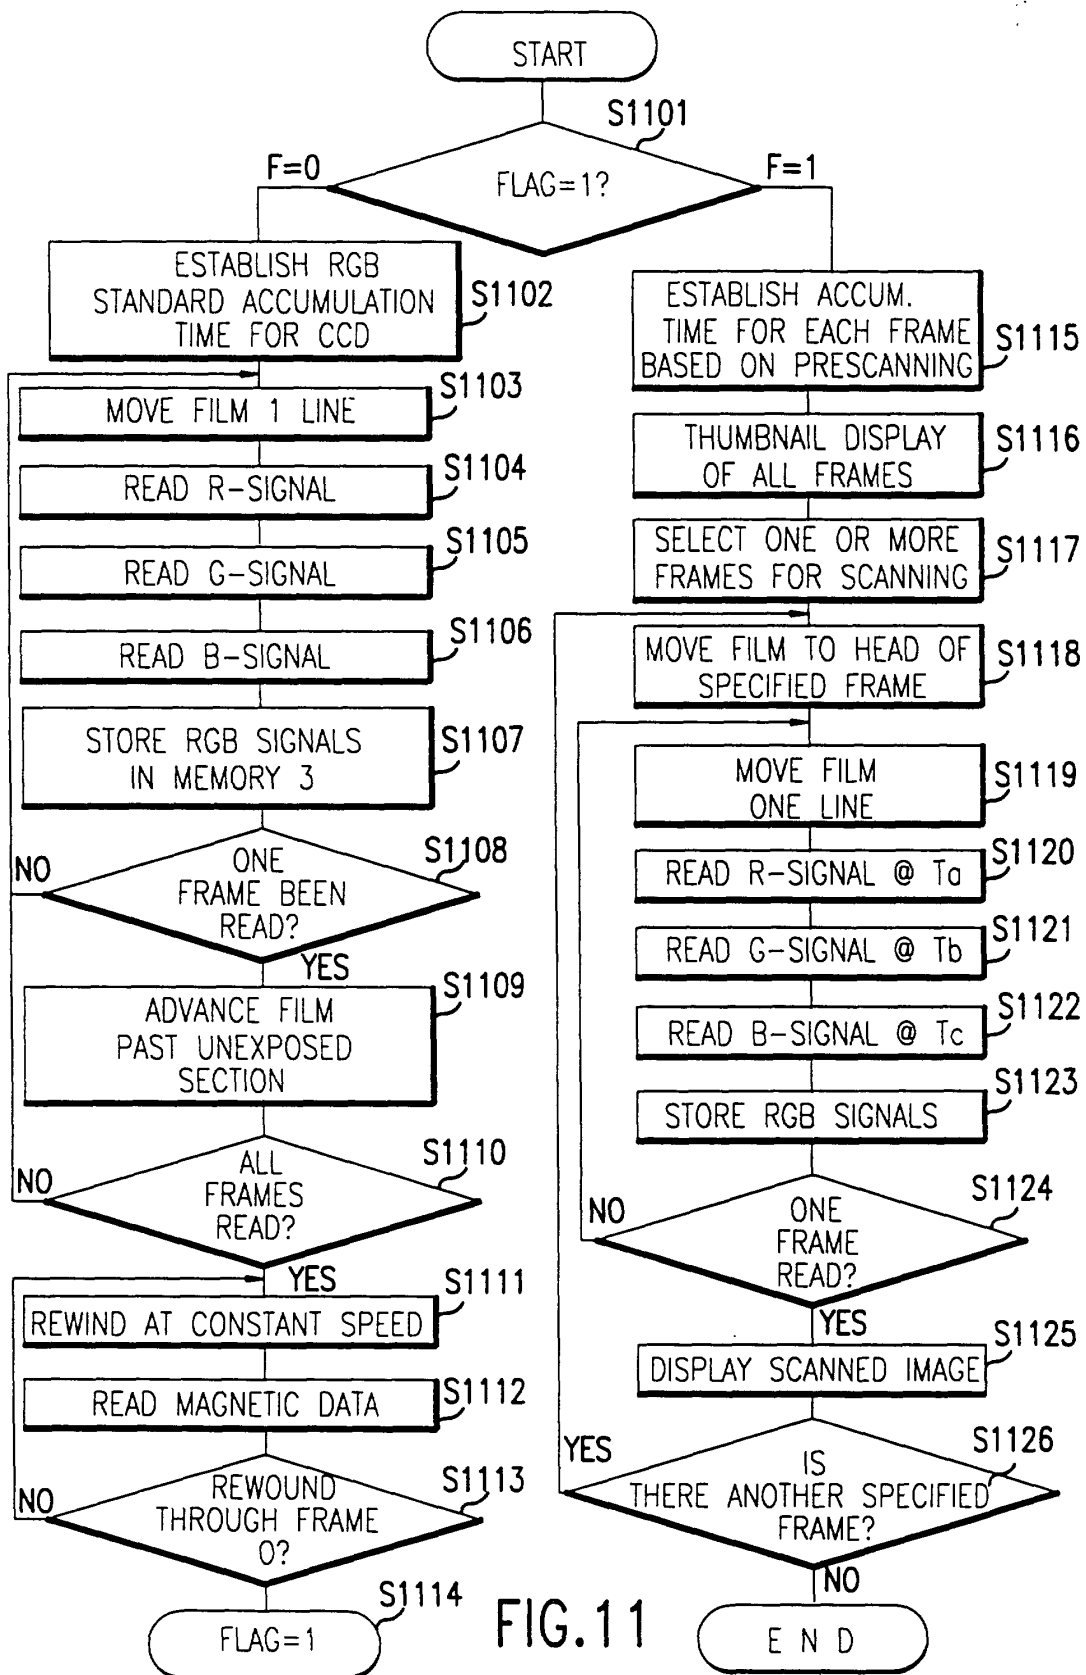 START
S1101
F=0
FLAG=1?
F=1
ESTABLISH RGB
STANDARD ACCUMULATION
TIME FOR CCD
S1102
S1103
MOVE FILM 1 LINE
S1104
READ R-SIGNAL
S1105
READ G-SIGNAL
S1106
READ B-SIGNAL
STORE RGB SIGNALS
IN MEMORY 3
S1107
S1108
NO
ONE
FRAME BEEN
READ?
YES
S1109
ADVANCE FILM
PAST UNEXPOSED
SECTION
S1110
NO
ALL
FRAMES
READ?
YES
S1111
REWIND AT CONSTANT SPEED
S1112
READ MAGNETIC DATA
S1113
NO
REWOUND
THROUGH FRAME
0?
S1114
FLAG=1
ESTABLISH ACCUM.
TIME FOR EACH FRAME
BASED ON PRESCANNING
S1115
THUMBNAIL DISPLAY
OF ALL FRAMES
S1116
SELECT ONE OR MORE
FRAMES FOR SCANNING
S1117
MOVE FILM TO HEAD OF
SPECIFIED FRAME
S1118
MOVE FILM
ONE LINE
S1119
READ R-SIGNAL @ Ta
S1120
READ G-SIGNAL @ Tb
S1121
READ B-SIGNAL @ Tc
S1122
STORE RGB SIGNALS
S1123
S1124
NO
ONE
FRAME
READ?
YES
S1125
DISPLAY SCANNED IMAGE
YES
S1126
IS
THERE ANOTHER SPECIFIED
FRAME?
NO
END
FIG.11